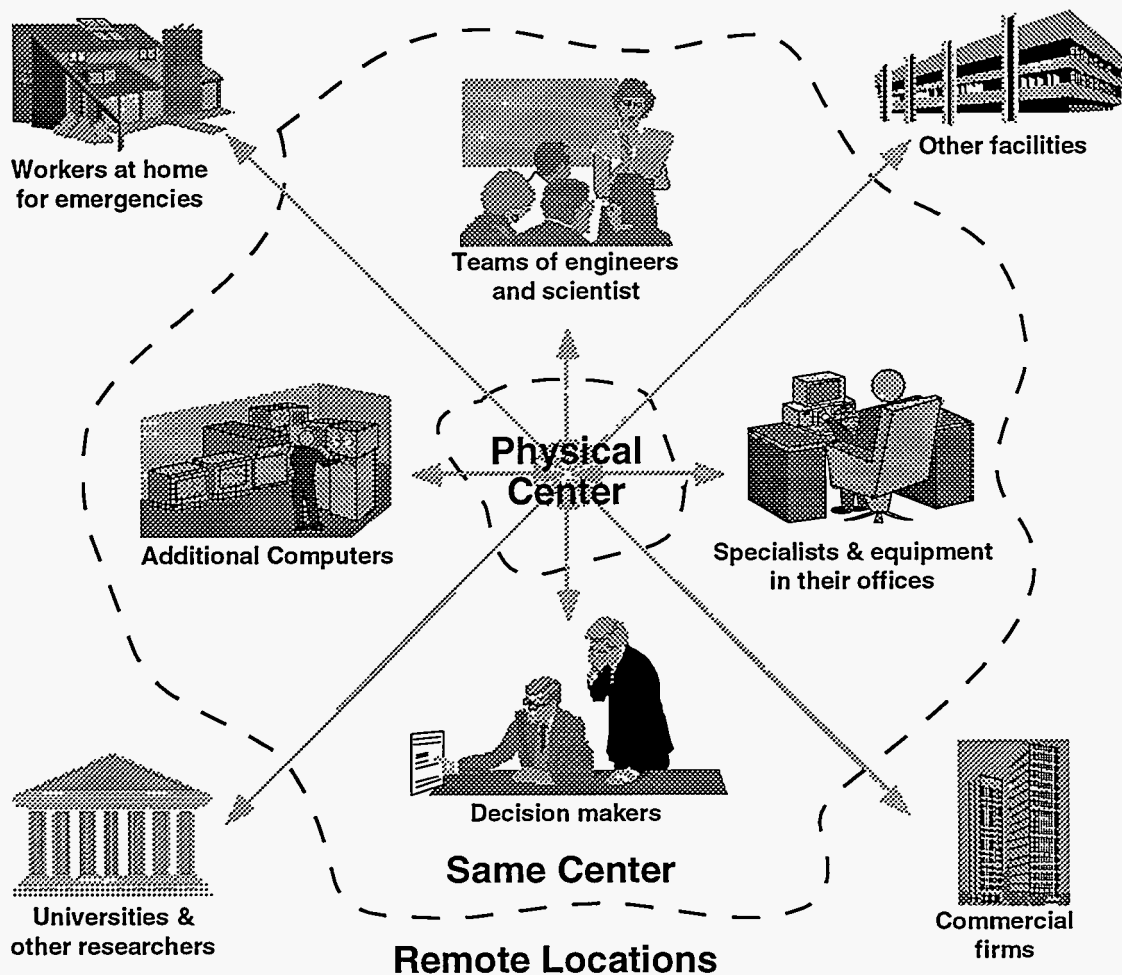 Workers at home
for emergencies
Other facilities
Teams of engineers
and scientist
Physical
Center
Additional Computers
Specialists & equipment
in their offices
Decision makers
Same Center
Universities &
other researchers
Commercial
firms
Remote Locations